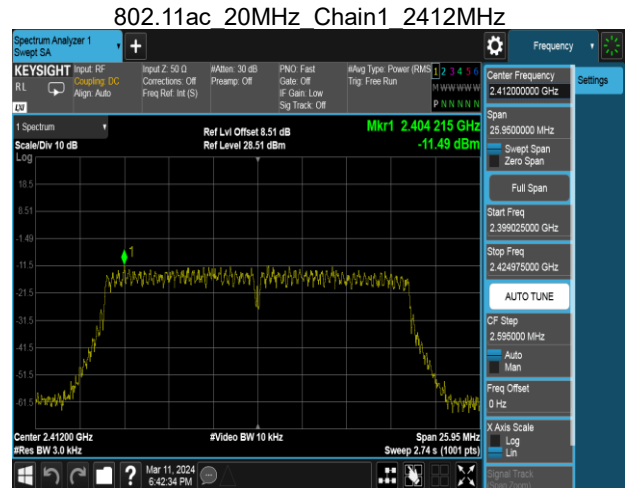 802.11ac_20MHz_Chain1_2412MHz
Spectrum Analyzer 1
Swept SA
+
Frequency
KEYSIGHT
R L
LXI
Input: RF
Coupling: DC
Align: Auto
Input Z: 50 Ω
Corrections: Off
Freq Ref: Int (S)
#Atten: 30 dB
Preamp: Off
PNO: Fast
Gate: Off
IF Gain: Low
Sig Track: Off
#Avg Type: Power (RMS
Trig: Free Run
1 2 3 4 5 6
M W W W W W
P N N N N N
1 Spectrum
Scale/Div 10 dB
Log
Ref Lvl Offset 8.51 dB
Ref Level 28.51 dBm
Mkr1 2.404 215 GHz
-11.49 dBm
18.5
8.51
-1.49
-11.5
-21.5
-31.5
-41.5
-51.5
-61.5
1
Center 2.41200 GHz
#Res BW 3.0 kHz
#Video BW 10 kHz
Span 25.95 MHz
Sweep 2.74 s (1001 pts)
Mar 11, 2024
6:42:34 PM
?
Center Frequency
2.412000000 GHz
Settings
Span
25.9500000 MHz
Swept Span
Zero Span
Full Span
Start Freq
2.399025000 GHz
Stop Freq
2.424975000 GHz
AUTO TUNE
CF Step
2.595000 MHz
Auto
Man
Freq Offset
0 Hz
X Axis Scale
Log
Lin
Signal Track
(Span Zoom)